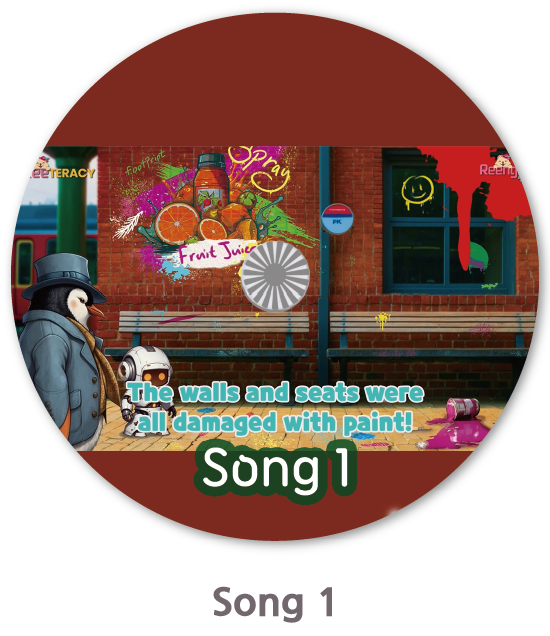 Footprint
Spray
EETERACY
Reeny
Fruit Juice
PK
The walls and seats were
all damaged with paint!
Song 1
Song 1